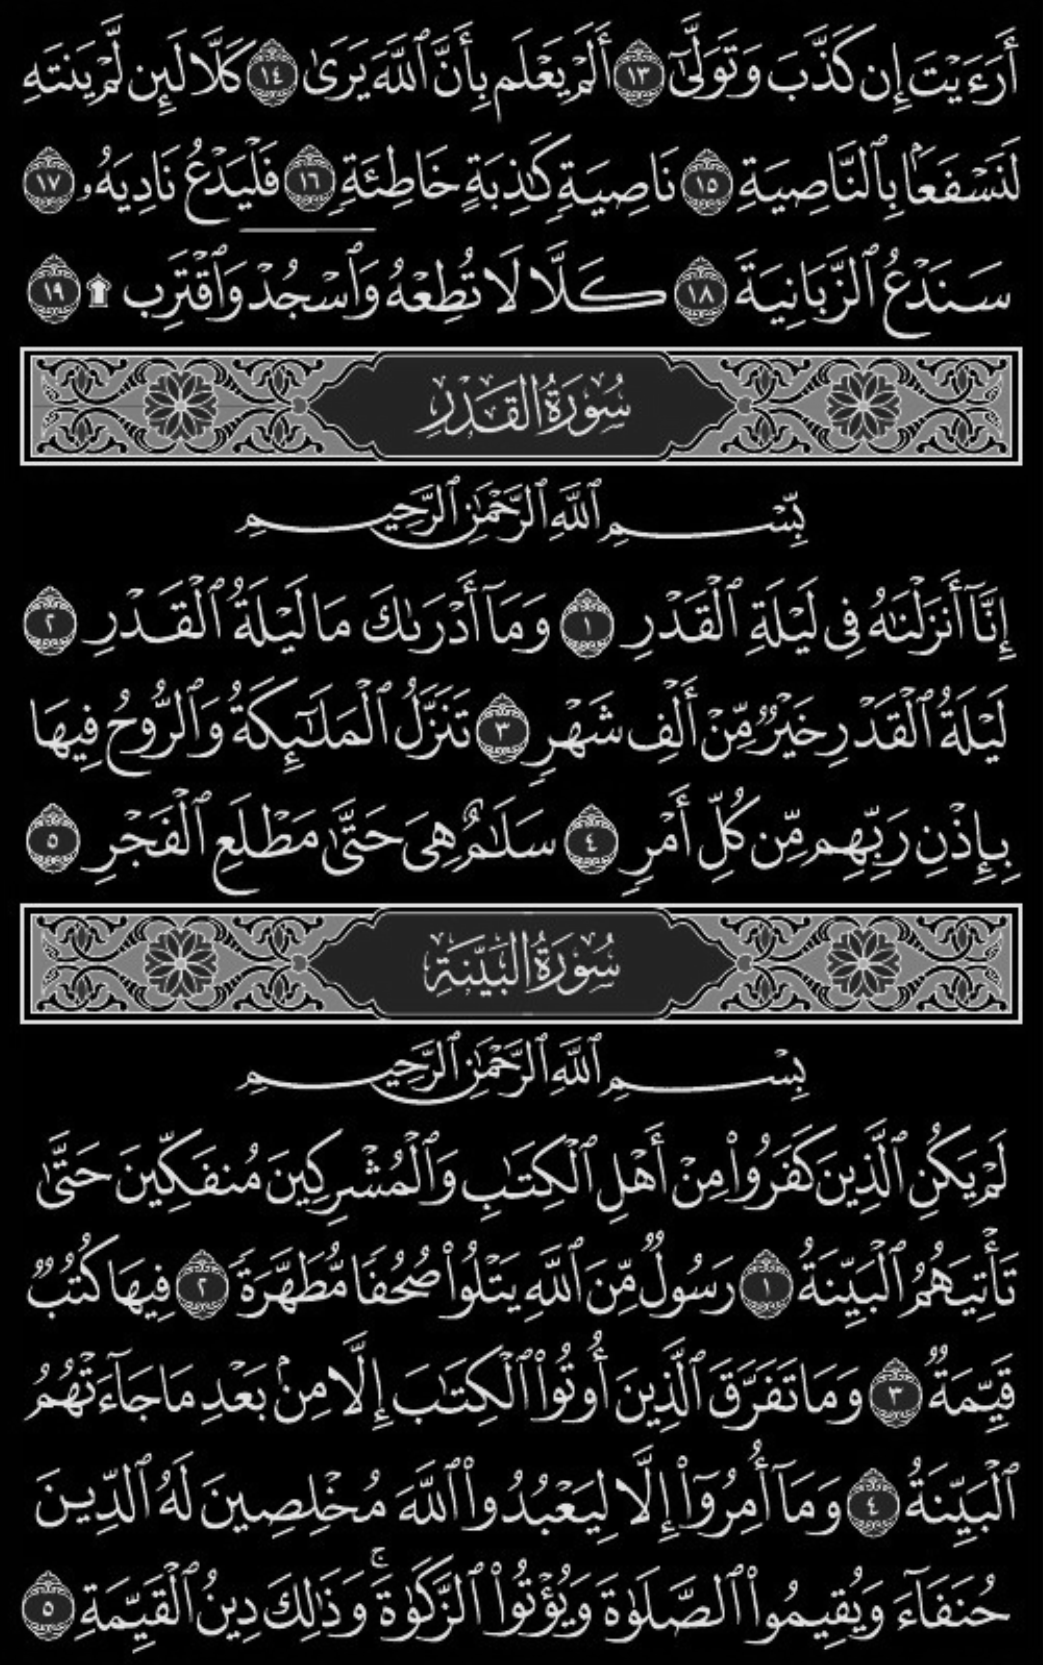 أَرَءَيْتَ إِن كَذَّبَ وَتَوَلَّىٰٓ ١٣ أَلَمْ يَعْلَم بِأَنَّ ٱللَّهَ يَرَىٰ ١٤ كَلَّا لَئِن لَّمْ يَنتَهِ
لَنَسْفَعَۢا بِٱلنَّاصِيَةِ ١٥ نَاصِيَةٍ كَٰذِبَةٍ خَاطِئَةٍ ١٦ فَلْيَدْعُ نَادِيَهُۥ ١٧
سَنَدْعُ ٱلزَّبَانِيَةَ ١٨ كَلَّا لَا تُطِعْهُ وَٱسْجُدْ وَٱقْتَرِب ۩ ١٩
سُورَةُ القَدْرِ
بِّسْمِ ٱللَّهِ ٱلرَّحْمَٰنِ ٱلرَّحِيمِ
إِنَّآ أَنزَلْنَٰهُ فِى لَيْلَةِ ٱلْقَدْرِ ١ وَمَآ أَدْرَىٰكَ مَا لَيْلَةُ ٱلْقَدْرِ ٢
لَيْلَةُ ٱلْقَدْرِ خَيْرٌ مِّنْ أَلْفِ شَهْرٍ ٣ تَنَزَّلُ ٱلْمَلَٰٓئِكَةُ وَٱلرُّوحُ فِيهَا
بِإِذْنِ رَبِّهِم مِّن كُلِّ أَمْرٍ ٤ سَلَٰمٌ هِىَ حَتَّىٰ مَطْلَعِ ٱلْفَجْرِ ٥
سُورَةُ البَيِّنَةِ
بِسْمِ ٱللَّهِ ٱلرَّحْمَٰنِ ٱلرَّحِيمِ
لَمْ يَكُنِ ٱلَّذِينَ كَفَرُوا۟ مِنْ أَهْلِ ٱلْكِتَٰبِ وَٱلْمُشْرِكِينَ مُنفَكِّينَ حَتَّىٰ
تَأْتِيَهُمُ ٱلْبَيِّنَةُ ١ رَسُولٌ مِّنَ ٱللَّهِ يَتْلُوا۟ صُحُفًا مُّطَهَّرَةً ٢ فِيهَا كُتُبٌ
قَيِّمَةٌ ٣ وَمَا تَفَرَّقَ ٱلَّذِينَ أُوتُوا۟ ٱلْكِتَٰبَ إِلَّا مِنۢ بَعْدِ مَا جَآءَتْهُمُ
ٱلْبَيِّنَةُ ٤ وَمَآ أُمِرُوٓا۟ إِلَّا لِيَعْبُدُوا۟ ٱللَّهَ مُخْلِصِينَ لَهُ ٱلدِّينَ
حُنَفَآءَ وَيُقِيمُوا۟ ٱلصَّلَوٰةَ وَيُؤْتُوا۟ ٱلزَّكَوٰةَۚ وَذَٰلِكَ دِينُ ٱلْقَيِّمَةِ ٥